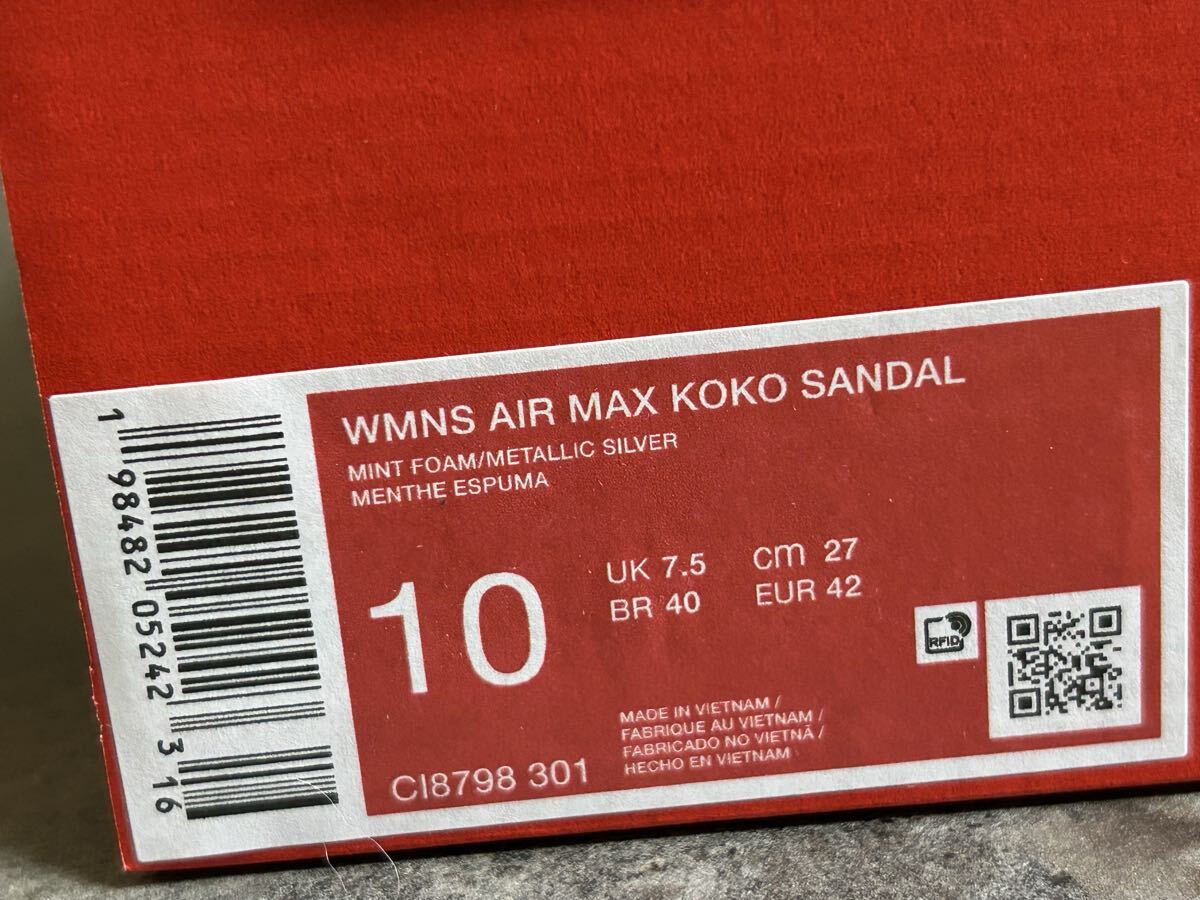 WMNS AIR MAX KOKO SANDAL
MINT FOAM/METALLIC SILVER
MENTHE ESPUMA
10
UK 7.5 cm 27
BR 40 EUR 42
RFID
MADE IN VIETNAM /
FABRIQUE AU VIETNAM /
FABRICADO NO VIETNÃ /
HECHO EN VIETNAM
CI8798 301
1 98482 05242 3 16